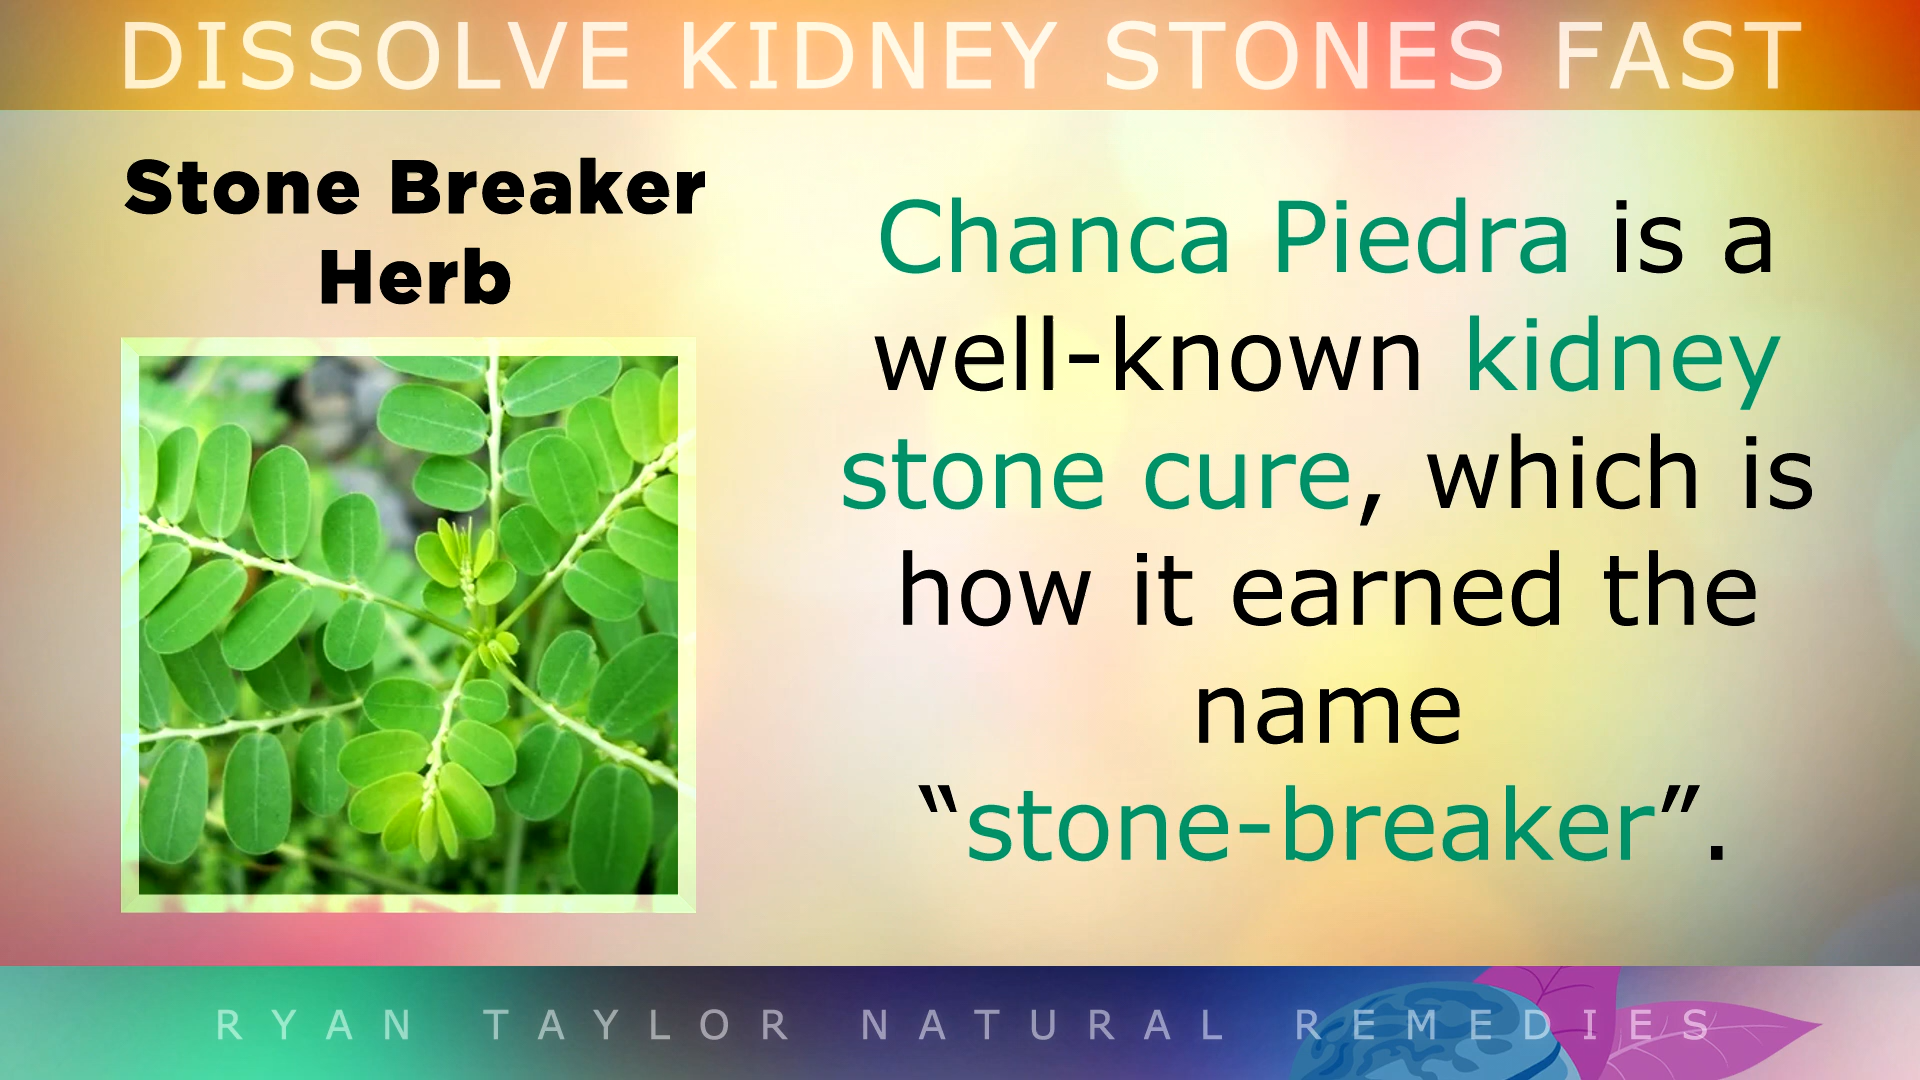 DISSOLVE KIDNEY STONES FAST
Stone Breaker
Herb
Chanca Piedra is a
well-known kidney
stone cure, which is
how it earned the
name
“stone-breaker”.
RYAN TAYLOR NATURAL REMEDIES